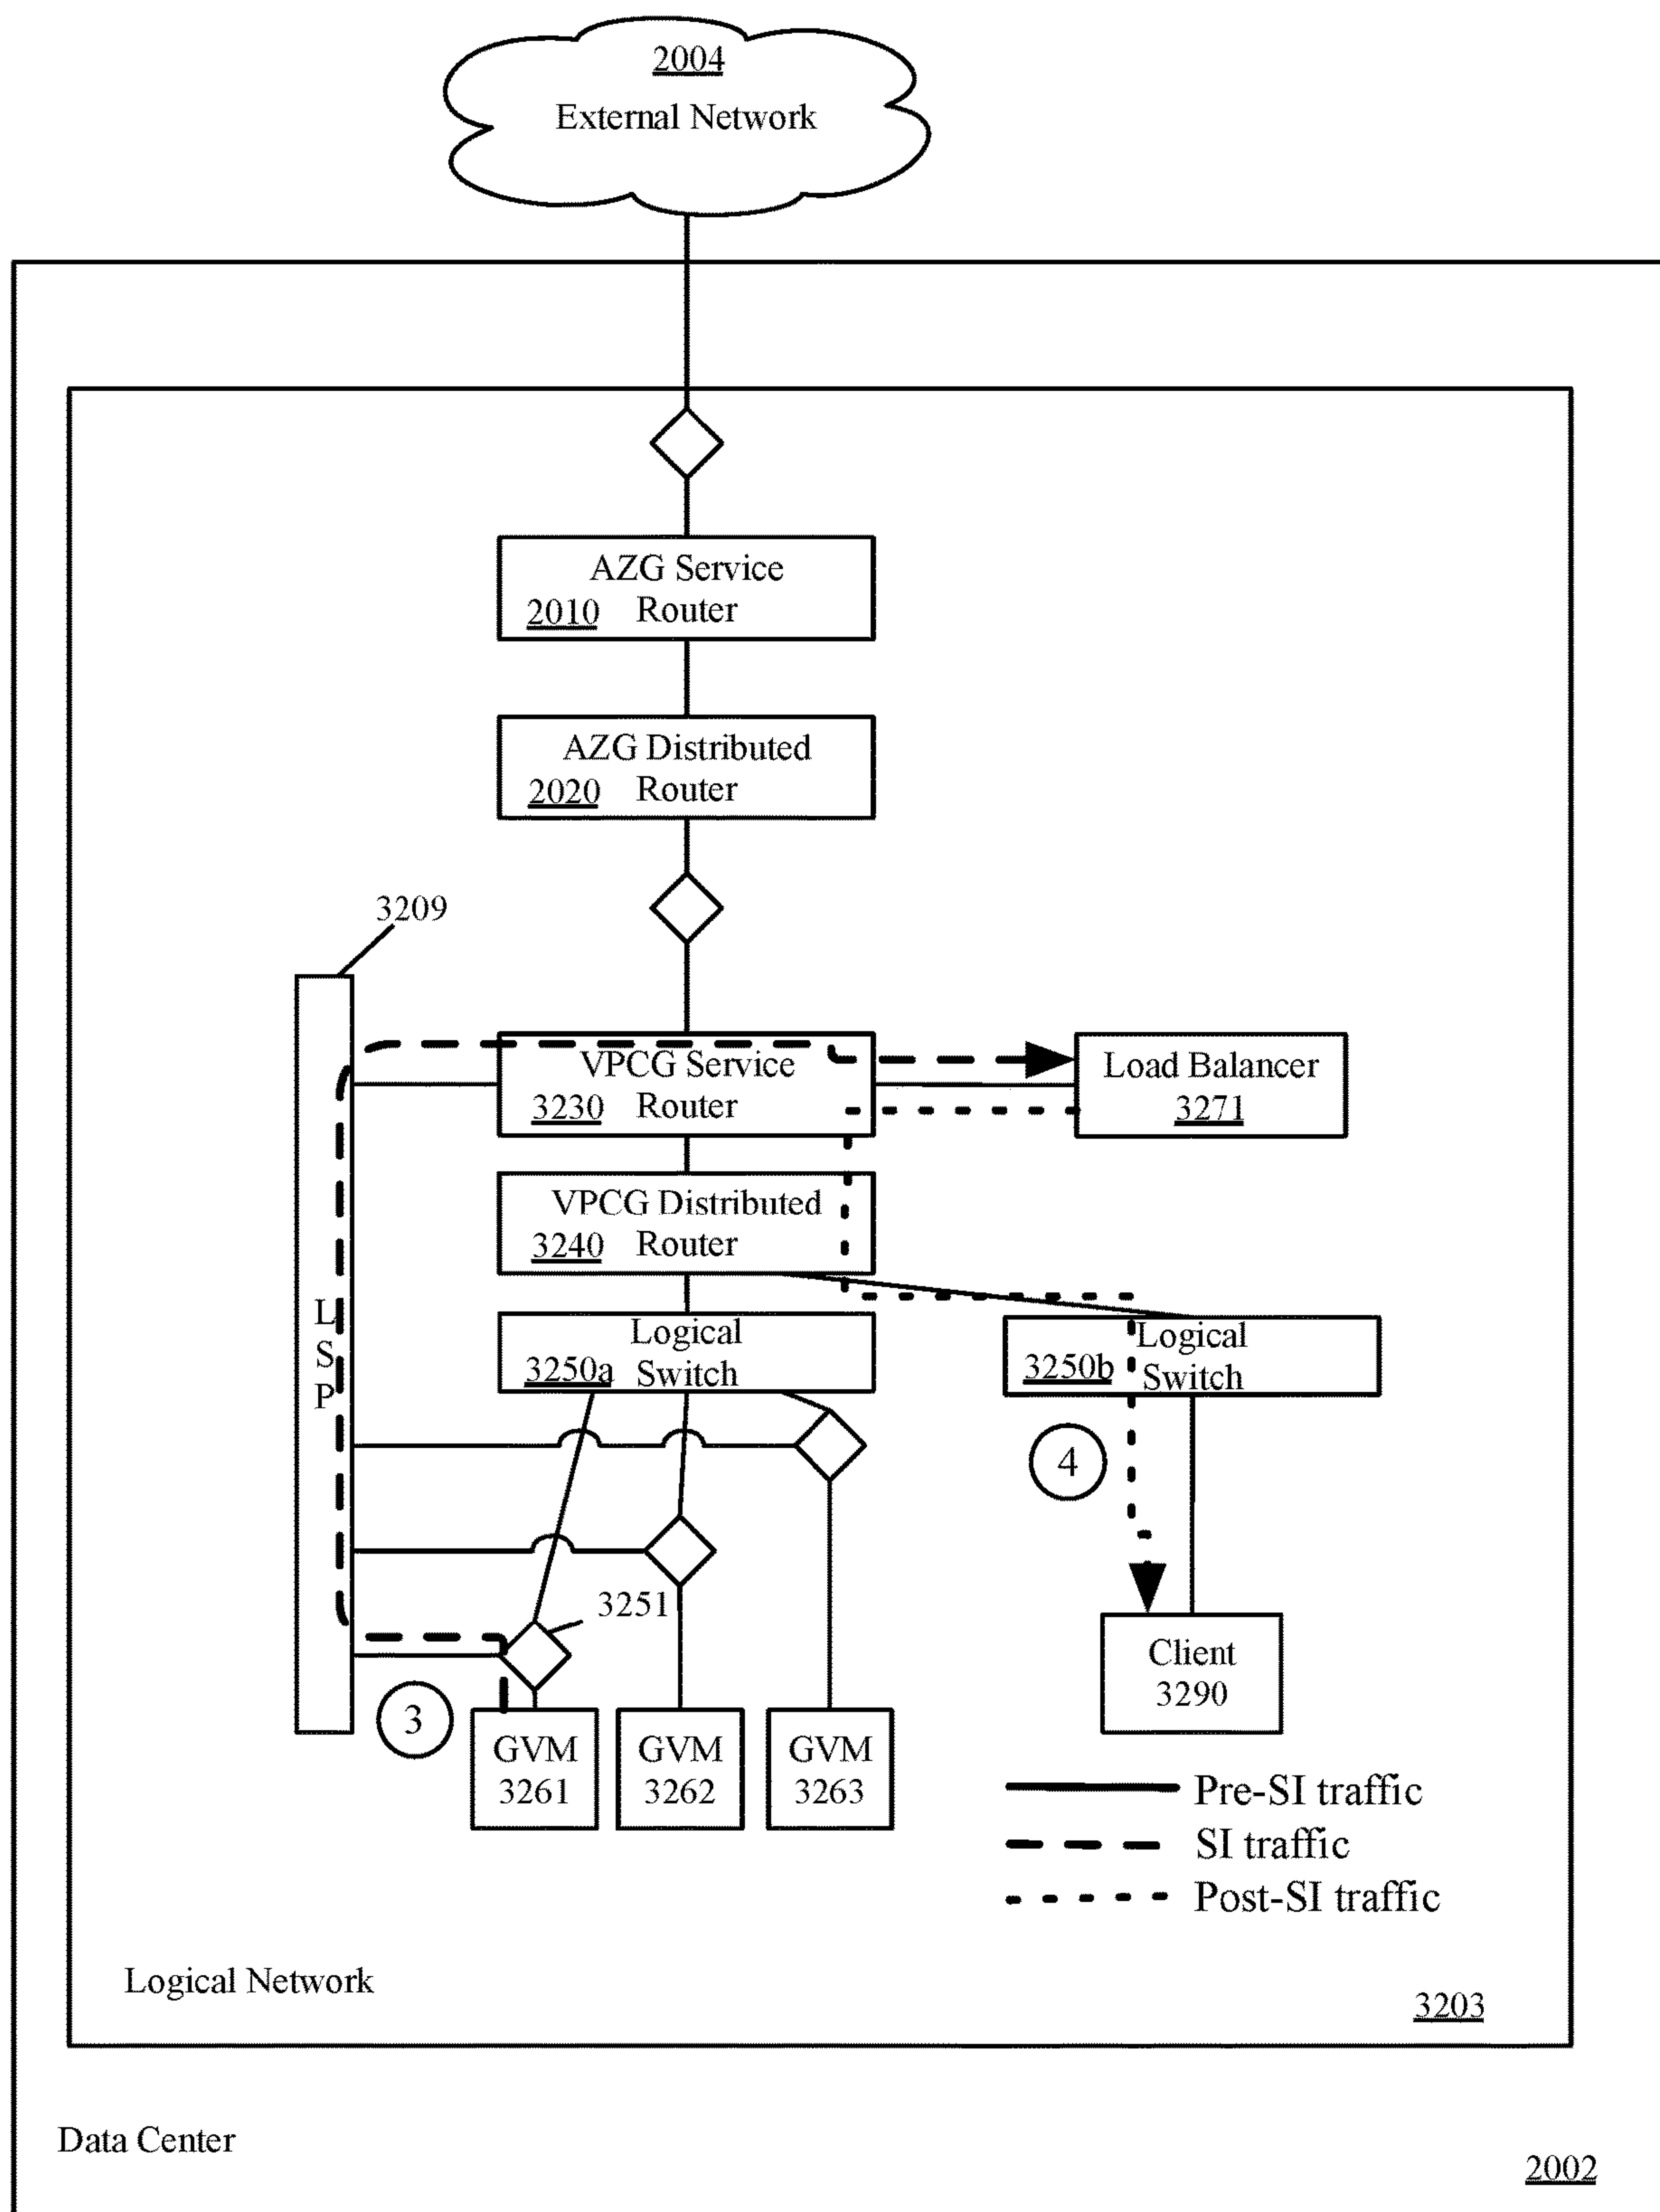 2004
External Network
AZG Service
2010 Router
AZG Distributed
2020 Router
3209
VPCG Service
3230 Router
Load Balancer
3271
VPCG Distributed
3240 Router
L
S
P
Logical
3250a Switch
Logical
3250b Switch
4
3251
3
GVM
3261
GVM
3262
GVM
3263
Client
3290
Pre-SI traffic
SI traffic
Post-SI traffic
Logical Network
3203
Data Center
2002